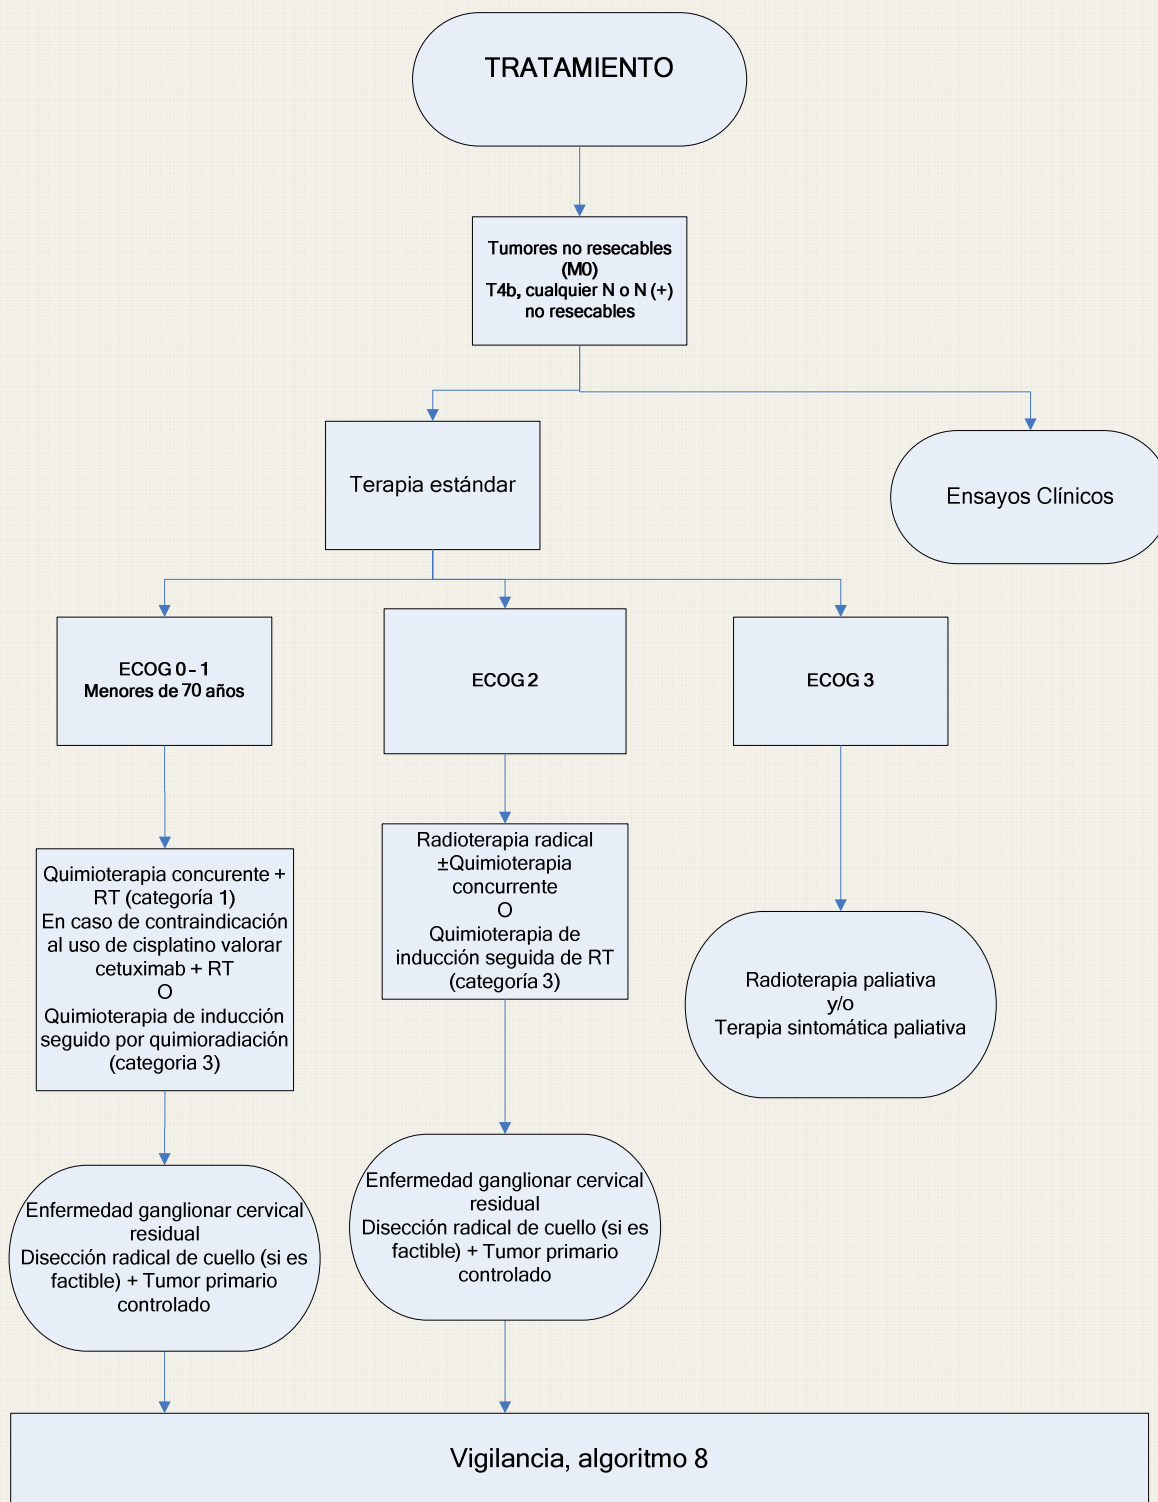 TRATAMIENTO
Tumores no resecables
(M0)
T4b, cualquier N o N (+)
no resecables
Terapia estándar
Ensayos Clínicos
ECOG 0 - 1
Menores de 70 años
ECOG 2
ECOG 3
Quimioterapia concurente +
RT (categoría 1)
En caso de contraindicación
al uso de cisplatino valorar
cetuximab + RT
O
Quimioterapia de inducción
seguido por quimioradiación
(categoria 3)
Radioterapia radical
±Quimioterapia
concurrente
O
Quimioterapia de
inducción seguida de RT
(categoría 3)
Radioterapia paliativa
y/o
Terapia sintomática paliativa
Enfermedad ganglionar cervical
residual
Disección radical de cuello (si es
factible) + Tumor primario
controlado
Enfermedad ganglionar cervical
residual
Disección radical de cuello (si es
factible) + Tumor primario
controlado
Vigilancia, algoritmo 8